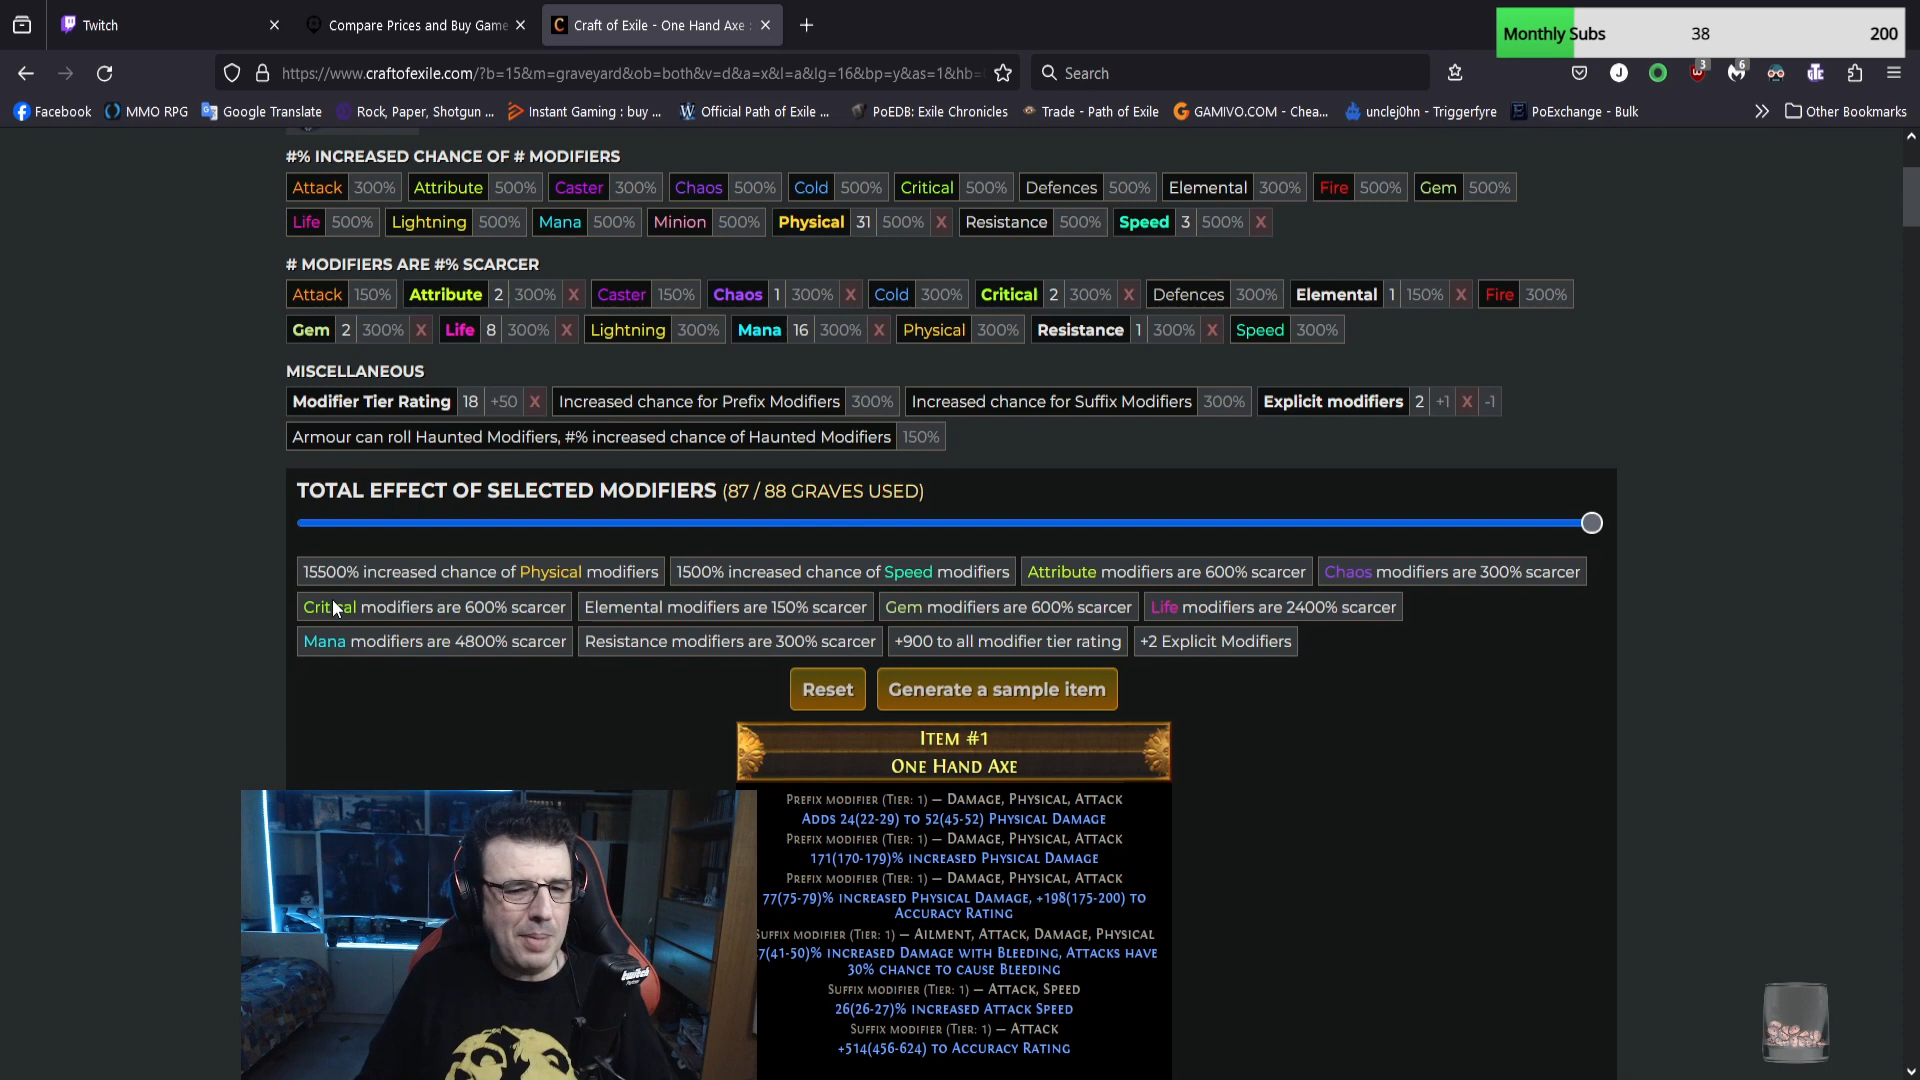 Twitch
Compare Prices and Buy Game
Craft of Exile - One Hand Axe
Monthly Subs 38 200
https://www.craftofexile.com/?b=15&m=graveyard&ob=both&v=d&a=x&l=a&lg=16&bp=y&as=1&hb=
Search
3 6
Facebook MMO RPG Google Translate Rock, Paper, Shotgun ... Instant Gaming : buy ... Official Path of Exile ... PoEDB: Exile Chronicles Trade - Path of Exile GAMIVO.COM - Chea... unclej0hn - Triggerfyre PoExchange - Bulk Other Bookmarks
#% INCREASED CHANCE OF # MODIFIERS
Attack 300% Attribute 500% Caster 300% Chaos 500% Cold 500% Critical 500% Defences 500% Elemental 300% Fire 500% Gem 500%
Life 500% Lightning 500% Mana 500% Minion 500% Physical 31 500% X Resistance 500% Speed 3 500% X
# MODIFIERS ARE #% SCARCER
Attack 150% Attribute 2 300% X Caster 150% Chaos 1 300% X Cold 300% Critical 2 300% X Defences 300% Elemental 1 150% X Fire 300%
Gem 2 300% X Life 8 300% X Lightning 300% Mana 16 300% X Physical 300% Resistance 1 300% X Speed 300%
MISCELLANEOUS
Modifier Tier Rating 18 +50 X Increased chance for Prefix Modifiers 300% Increased chance for Suffix Modifiers 300% Explicit modifiers 2 +1 X -1
Armour can roll Haunted Modifiers, #% increased chance of Haunted Modifiers 150%
TOTAL EFFECT OF SELECTED MODIFIERS (87 / 88 GRAVES USED)
15500% increased chance of Physical modifiers 1500% increased chance of Speed modifiers Attribute modifiers are 600% scarcer Chaos modifiers are 300% scarcer
Critical modifiers are 600% scarcer Elemental modifiers are 150% scarcer Gem modifiers are 600% scarcer Life modifiers are 2400% scarcer
Mana modifiers are 4800% scarcer Resistance modifiers are 300% scarcer +900 to all modifier tier rating +2 Explicit Modifiers
Reset Generate a sample item
ITEM #1
ONE HAND AXE
PREFIX MODIFIER (TIER: 1) — DAMAGE, PHYSICAL, ATTACK
ADDS 24(22-29) TO 52(45-52) PHYSICAL DAMAGE
PREFIX MODIFIER (TIER: 1) — DAMAGE, PHYSICAL, ATTACK
171(170-179)% INCREASED PHYSICAL DAMAGE
PREFIX MODIFIER (TIER: 1) — DAMAGE, PHYSICAL, ATTACK
77(75-79)% INCREASED PHYSICAL DAMAGE, +198(175-200) TO
ACCURACY RATING
SUFFIX MODIFIER (TIER: 1) — AILMENT, ATTACK, DAMAGE, PHYSICAL
7(41-50)% INCREASED DAMAGE WITH BLEEDING, ATTACKS HAVE
30% CHANCE TO CAUSE BLEEDING
SUFFIX MODIFIER (TIER: 1) — ATTACK, SPEED
26(26-27)% INCREASED ATTACK SPEED
SUFFIX MODIFIER (TIER: 1) — ATTACK
+514(456-624) TO ACCURACY RATING
twitch